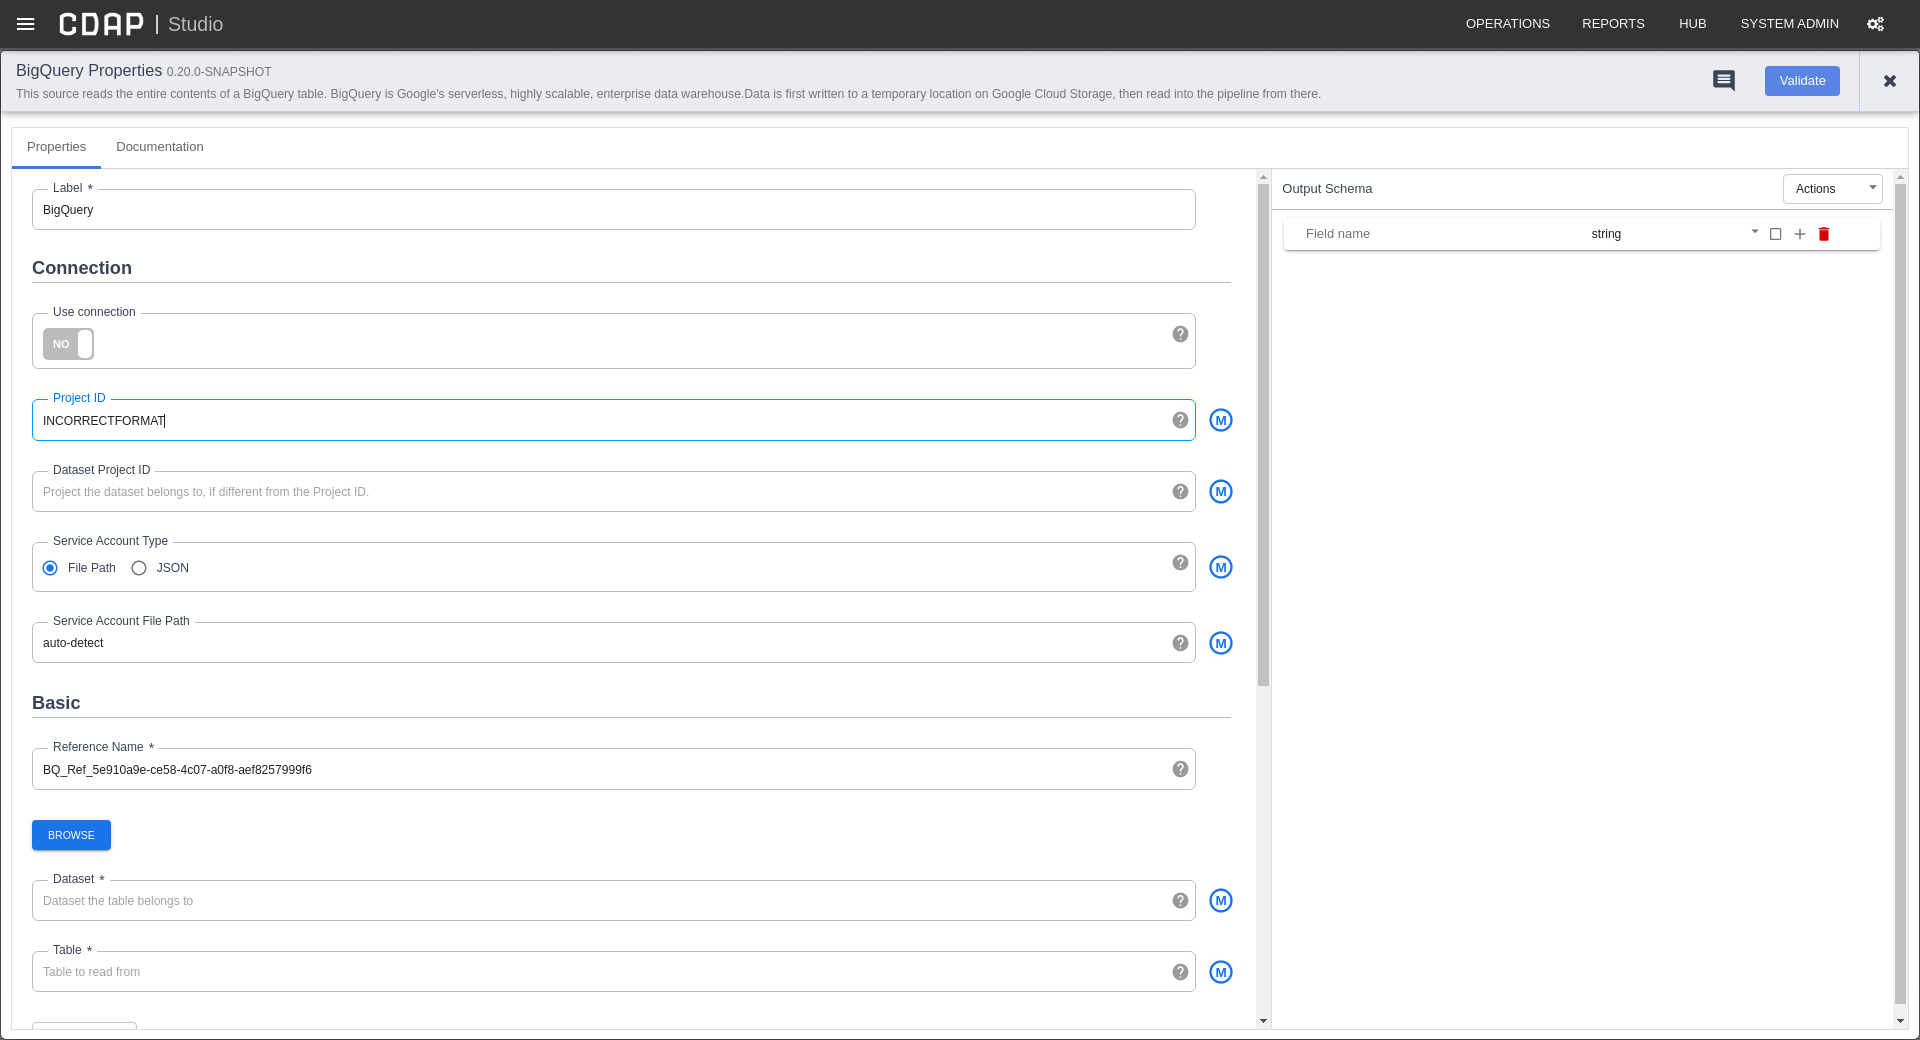 CDAP | Studio
OPERATIONS REPORTS HUB SYSTEM ADMIN
BigQuery Properties 0.20.0-SNAPSHOT
This source reads the entire contents of a BigQuery table. BigQuery is Google's serverless, highly scalable, enterprise data warehouse.Data is first written to a temporary location on Google Cloud Storage, then read into the pipeline from there.
Validate
Properties Documentation
Label *
BigQuery
Connection
Use connection
NO
Project ID
INCORRECTFORMAT
M
Dataset Project ID
Project the dataset belongs to, if different from the Project ID.
M
Service Account Type
File Path JSON
M
Service Account File Path
auto-detect
M
Basic
Reference Name *
BQ_Ref_5e910a9e-ce58-4c07-a0f8-aef8257999f6
BROWSE
Dataset *
Dataset the table belongs to
M
Table *
Table to read from
M
Output Schema
Actions
Field name string